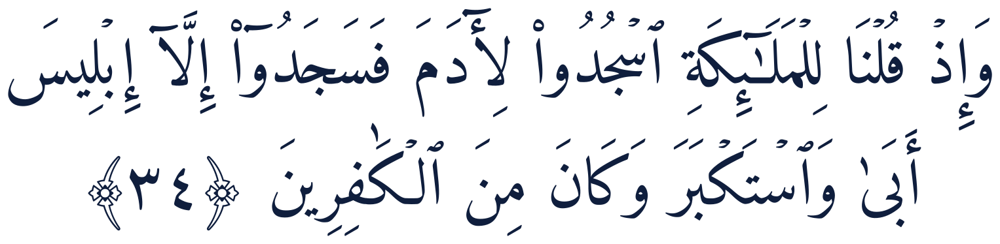 وَإِذْ قُلْنَا لِلْمَلَـٰٓئِكَةِ ٱسْجُدُوا۟ لِأَدَمَ فَسَجَدُوٓا۟ إِلَّآ إِبْلِيسَ
أَبَىٰ وَٱسْتَكْبَرَ وَكَانَ مِنَ ٱلْكَـٰفِرِينَ ﴿٣٤﴾